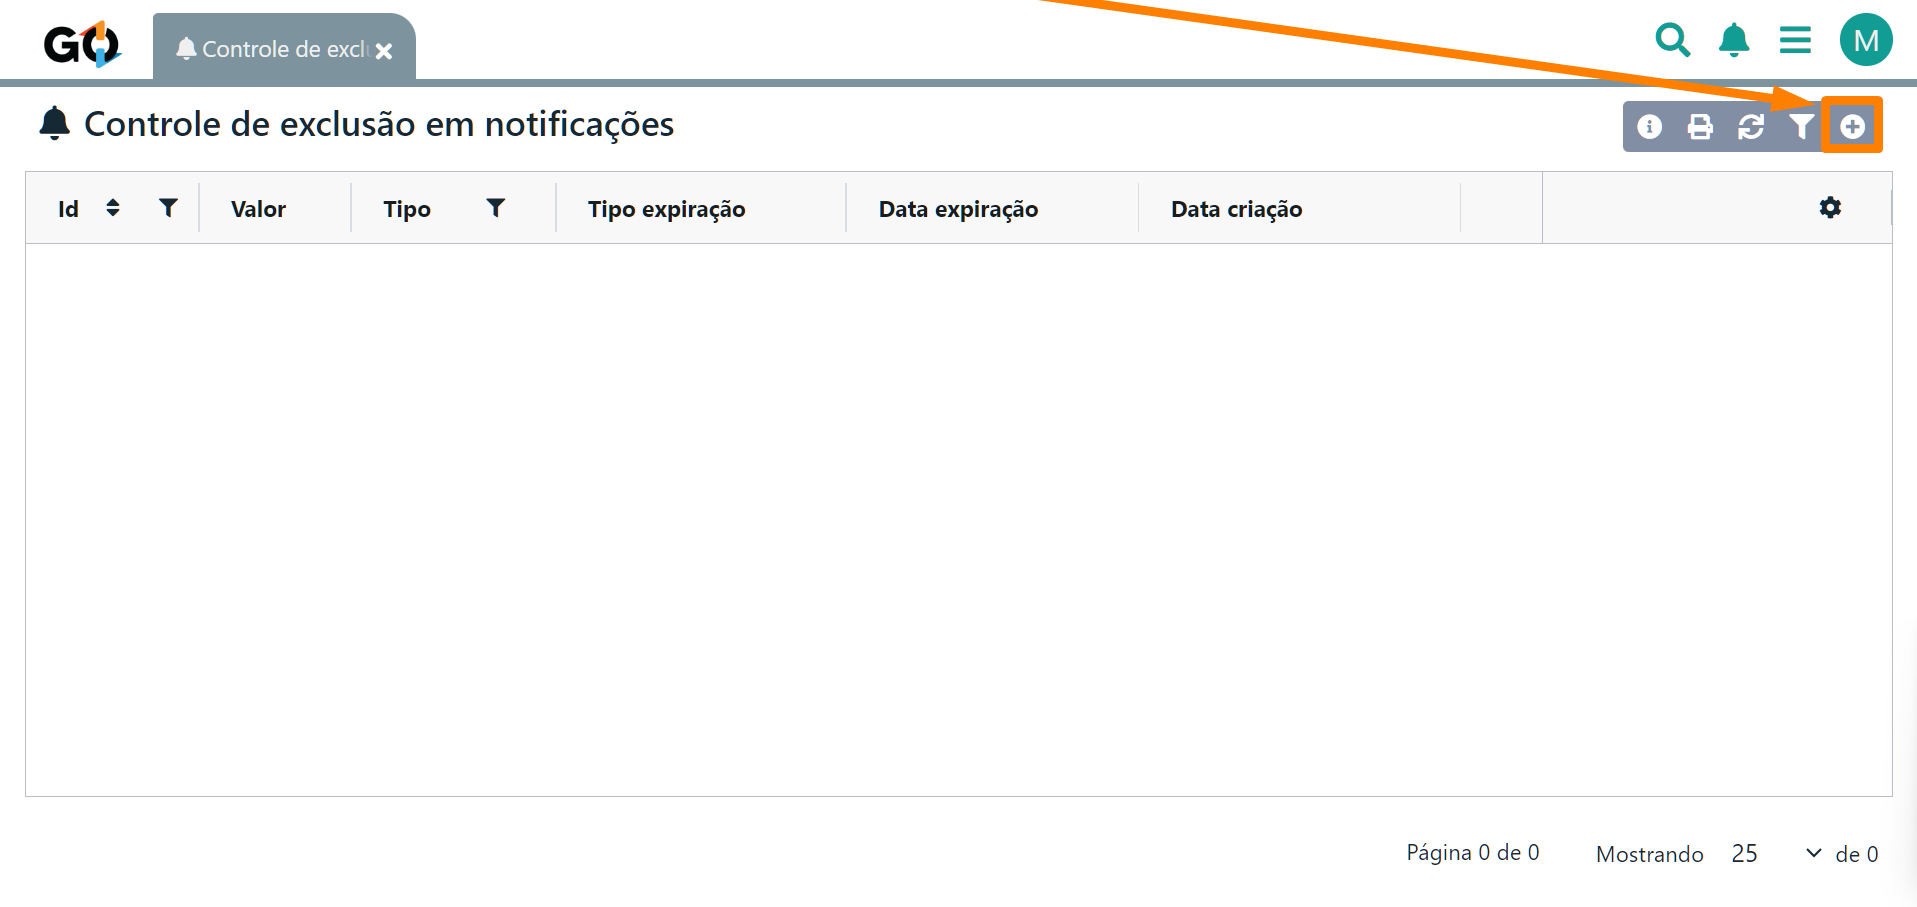 GO
Controle de excl
M
Controle de exclusão em notificações
Id Valor Tipo Tipo expiração Data expiração Data criação
Página 0 de 0 Mostrando 25 de 0